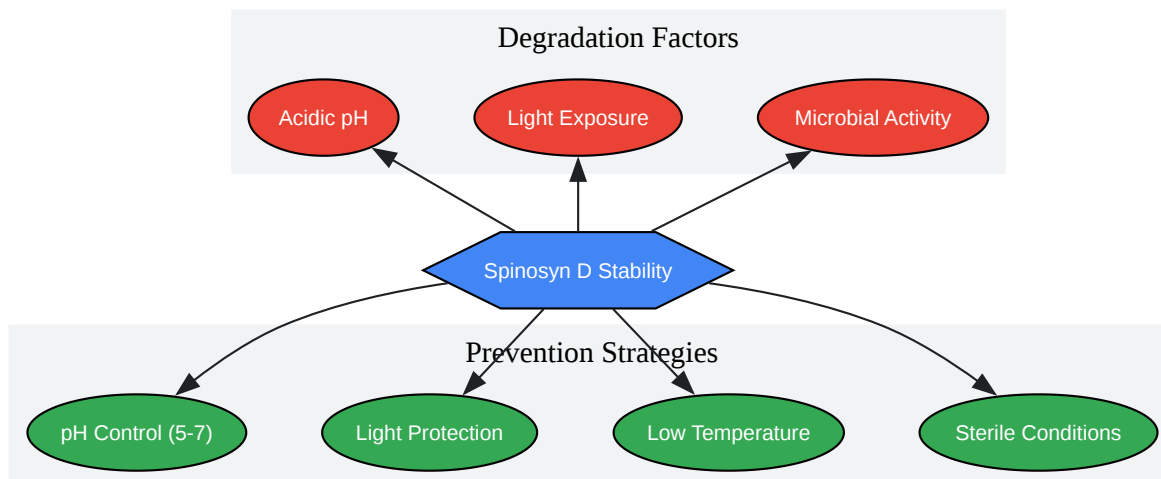 Degradation Factors
Acidic pH
Light Exposure
Microbial Activity
Spinosyn D Stability
Prevention Strategies
pH Control (5-7)
Light Protection
Low Temperature
Sterile Conditions